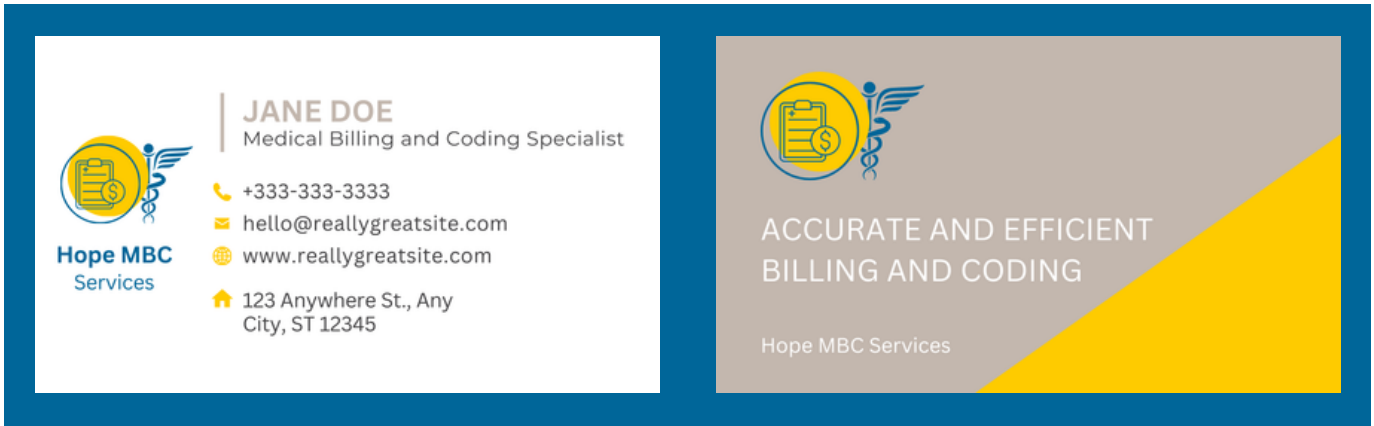 JANE DOE
Medical Billing and Coding Specialist
+333-333-3333
hello@reallygreatsite.com
www.reallygreatsite.com
123 Anywhere St., Any
City, ST 12345
Hope MBC
Services
$
$
ACCURATE AND EFFICIENT
BILLING AND CODING
Hope MBC Services